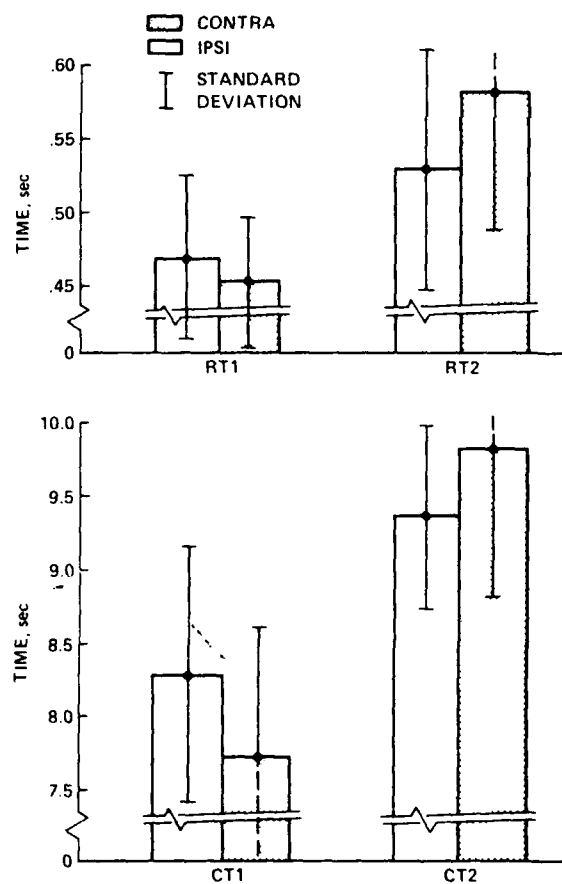 CONTRA
IPSI
STANDARD
DEVIATION
TIME, sec
.60
.55
.50
.45
0
RT1 RT2
TIME, sec
10.0
9.5
9.0
8.5
8.0
7.5
0
CT1 CT2